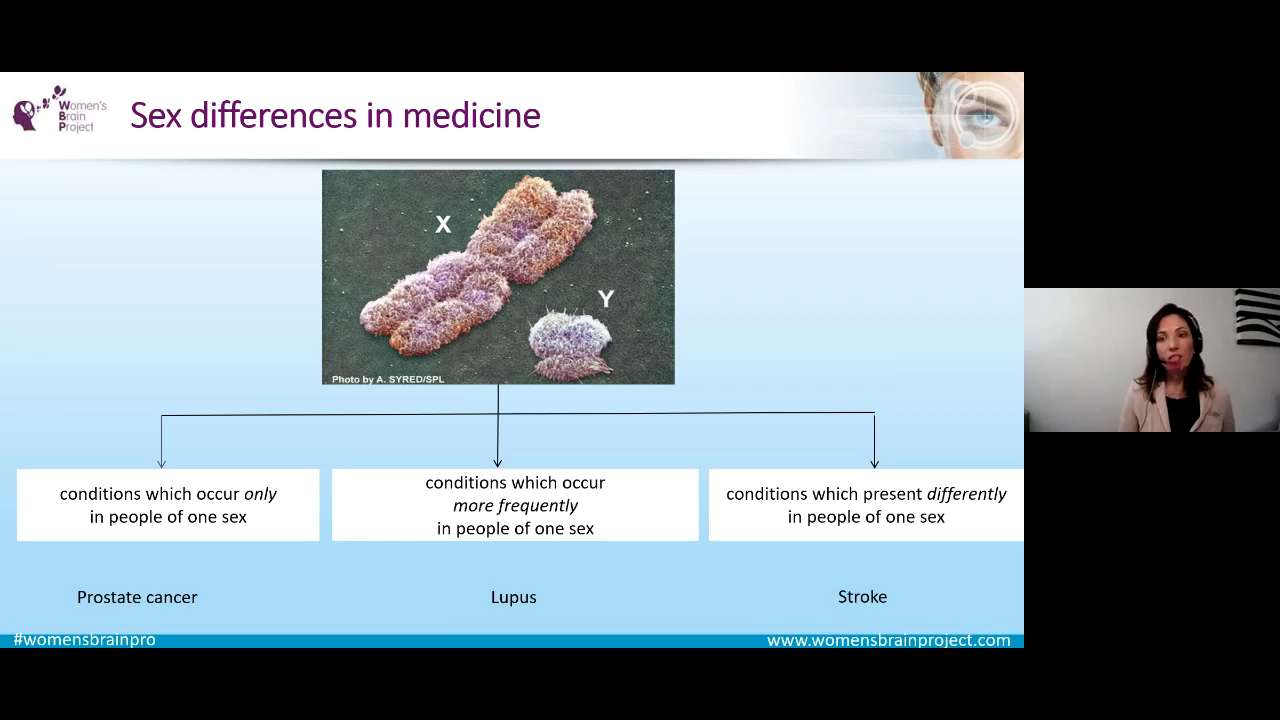 Women's
Brain
Project
Sex differences in medicine
X
Y
Photo by A. SYRED/SPL
conditions which occur only
in people of one sex
conditions which occur
more frequently
in people of one sex
conditions which present differently
in people of one sex
Prostate cancer
Lupus
Stroke
#womensbrainpro
www.womensbrainproject.com